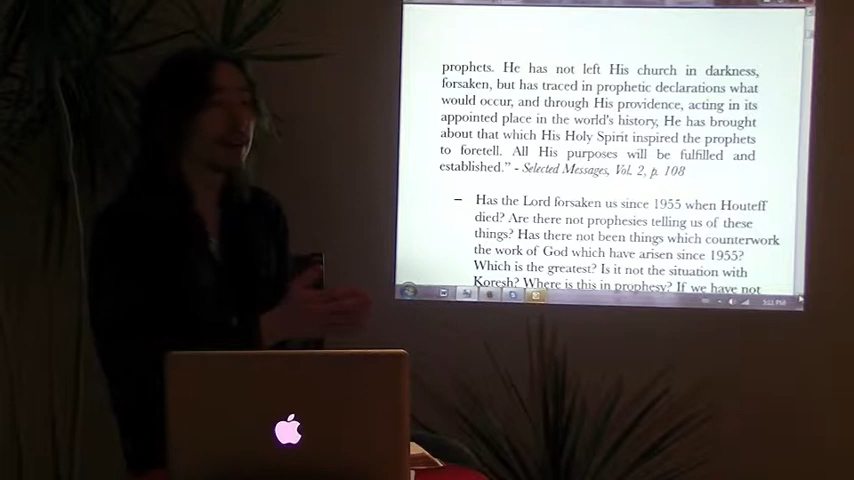 prophets. He has not left His church in darkness,
forsaken, but has traced in prophetic declarations what
would occur, and through His providence, acting in its
appointed place in the world's history, He has brought
about that which His Holy Spirit inspired the prophets
to foretell. All His purposes will be fulfilled and
established." - Selected Messages, Vol. 2, p. 108
– Has the Lord forsaken us since 1955 when Houteff
died? Are there not prophesies telling us of these
things? Has there not been things which counterwork
the work of God which have arisen since 1955?
Which is the greatest? Is it not the situation with
Koresh? Where is this in prophesy? If we have not
5:11 PM